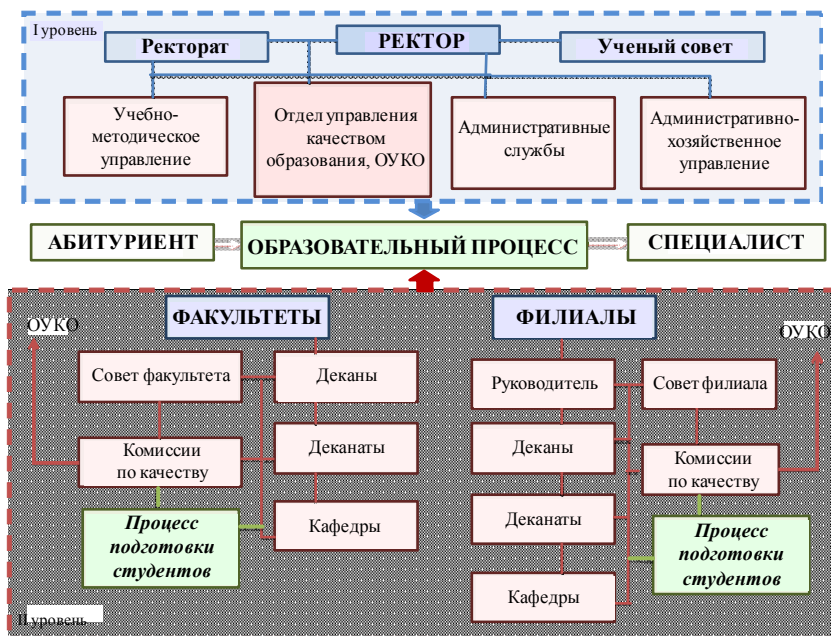 I уровень
Ректорат
РЕКТОР
Ученый совет
Учебно-
методическое
управление
Отдел управления
качеством
образования, ОУКО
Административные
службы
Административно-
хозяйственное
управление
АБИТУРИЕНТ
ОБРАЗОВАТЕЛЬНЫЙ ПРОЦЕСС
СПЕЦИАЛИСТ
ФАКУЛЬТЕТЫ
ОУКО
Совет факультета
Деканы
Комиссии
по качеству
Деканаты
Процесс
подготовки
студентов
Кафедры
ФИЛИАЛЫ
ОУКО
Руководитель
Совет филиала
Деканы
Комиссии
по качеству
Деканаты
Процесс
подготовки
студентов
Кафедры
II уровень